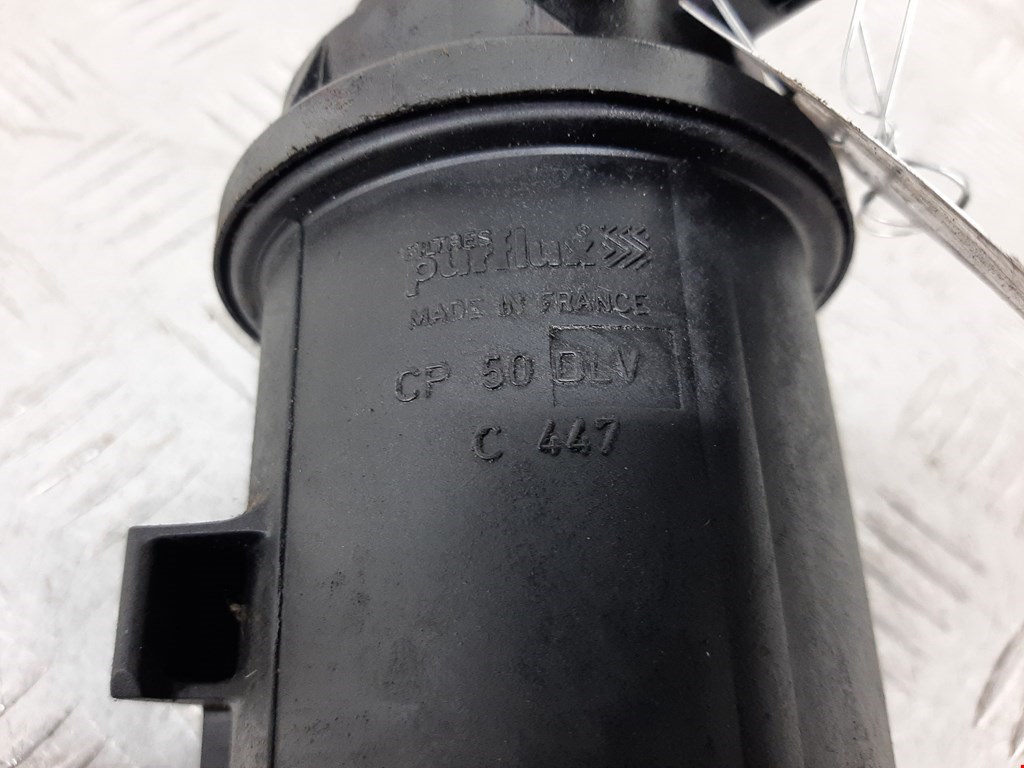 FILTRES
purflux®
MADE IN FRANCE
CP 50 DLV
C 447